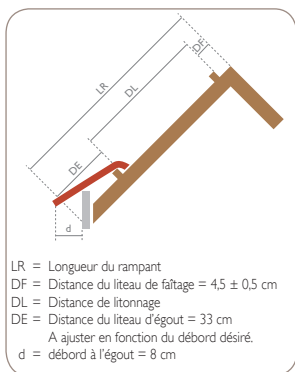 DF
LR
DL
DE
d
LR = Longueur du rampant
DF = Distance du liteau de faîtage = 4,5 ± 0,5 cm
DL = Distance de litonnage
DE = Distance du liteau d'égout = 33 cm
A ajuster en fonction du débord désiré.
d = débord à l'égout = 8 cm